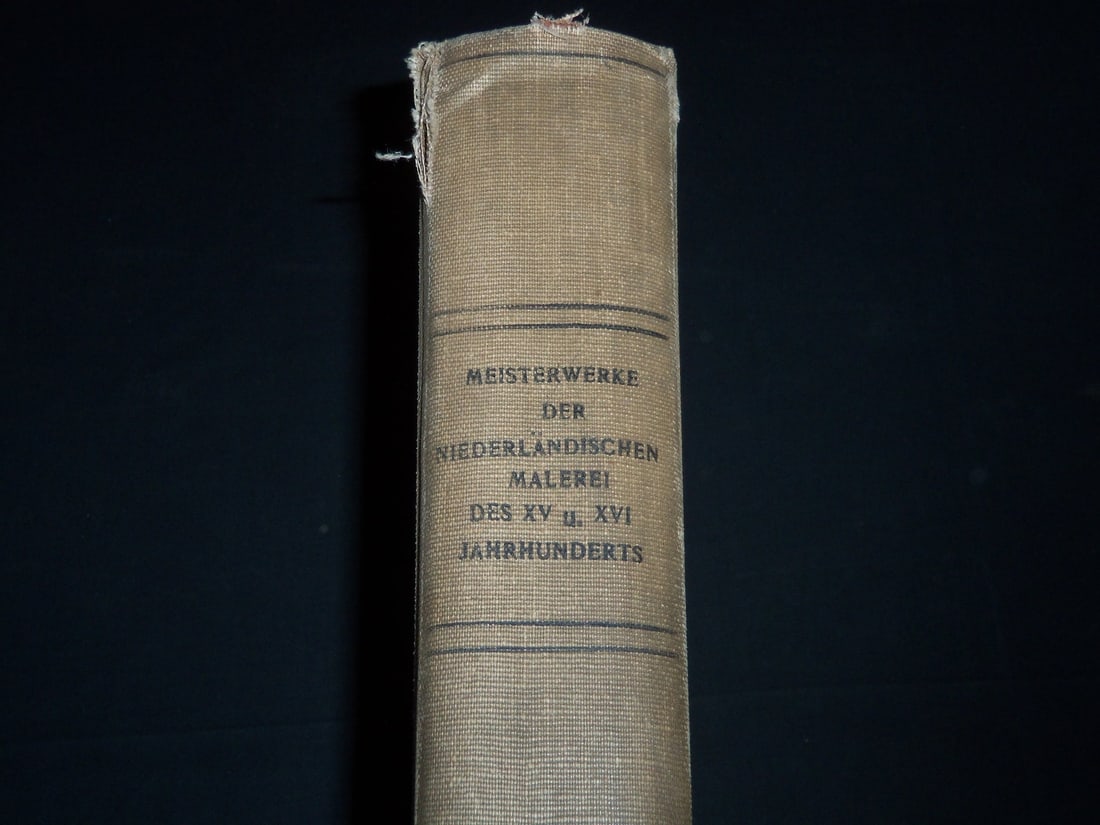 MEISTERWERKE
DER
NIEDERLÄNDISCHEN
MALEREI
DES XV u. XVI
JAHRHUNDERTS